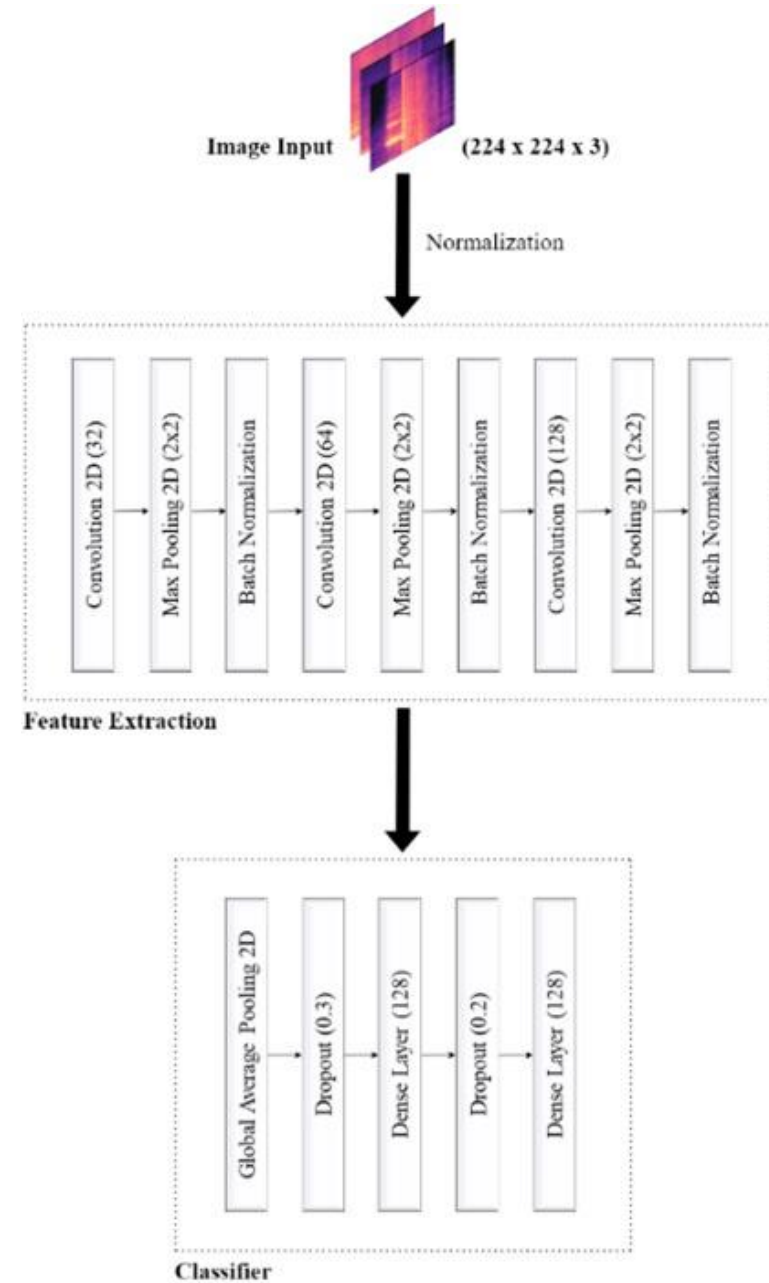 Image Input
(224 x 224 x 3)
Normalization
Convolution 2D (32)
Max Pooling 2D (2x2)
Batch Normalization
Convolution 2D (64)
Max Pooling 2D (2x2)
Batch Normalization
Convolution 2D (128)
Max Pooling 2D (2x2)
Batch Normalization
Feature Extraction
Global Average Pooling 2D
Dropout (0.3)
Dense Layer (128)
Dropout (0.2)
Dense Layer (128)
Classifier